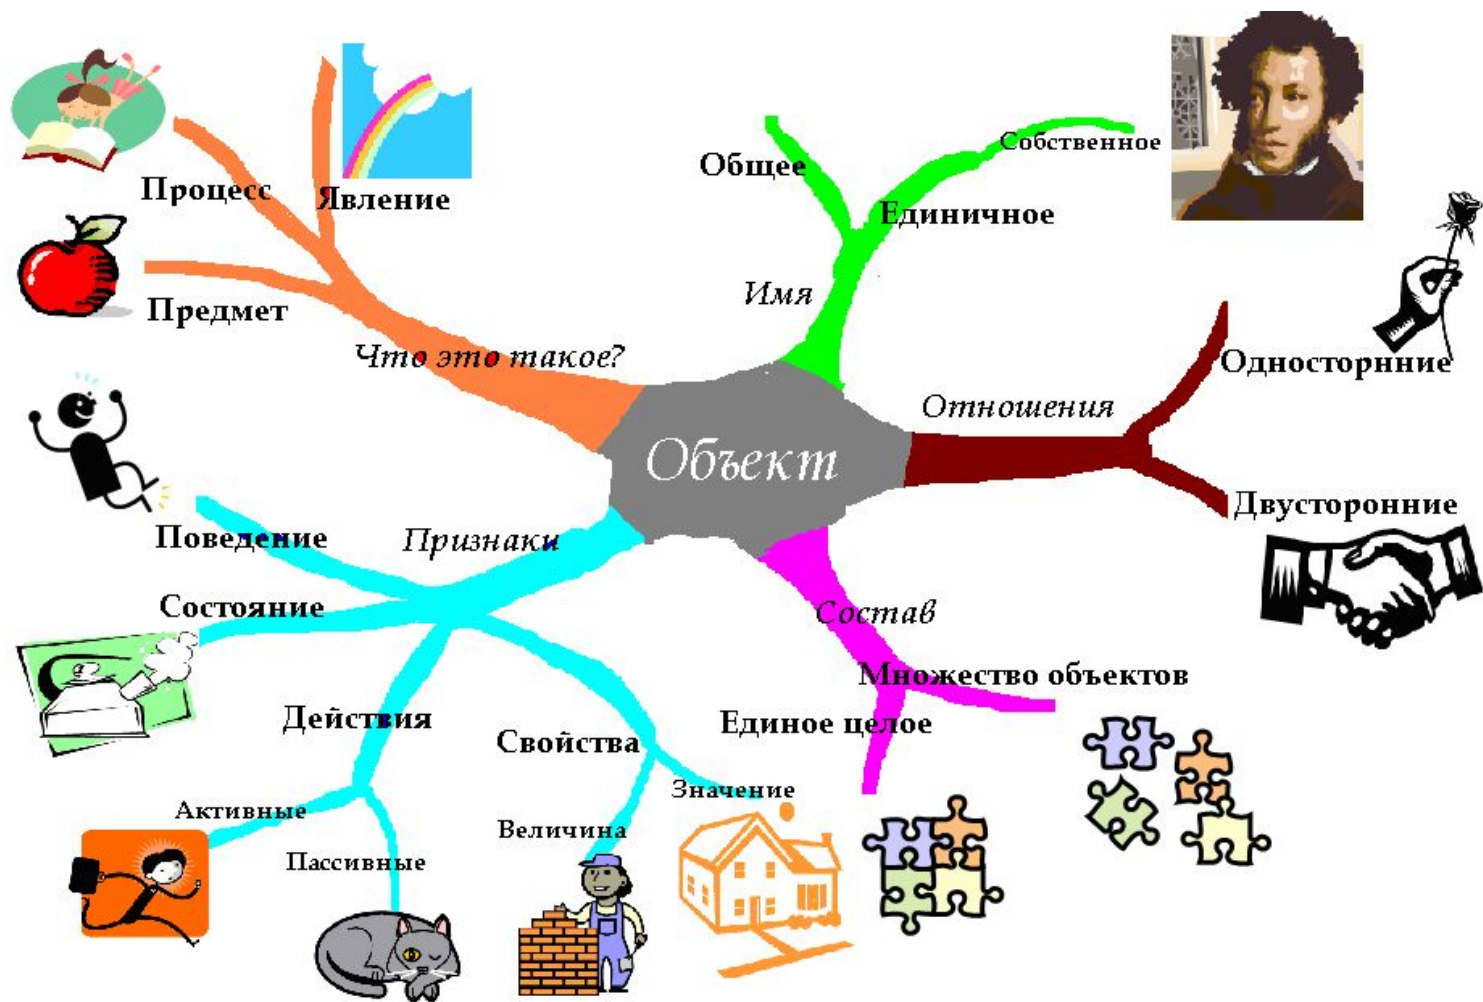 Процесс
Явление
Предмет
Что это такое?
Общее
Собственное
Единичное
Имя
Отношения
Односторнние
Двусторонние
Объект
Признаки
Поведение
Состояние
Действия
Активные
Пассивные
Свойства
Величина
Значение
Состав
Множество объектов
Единое целое